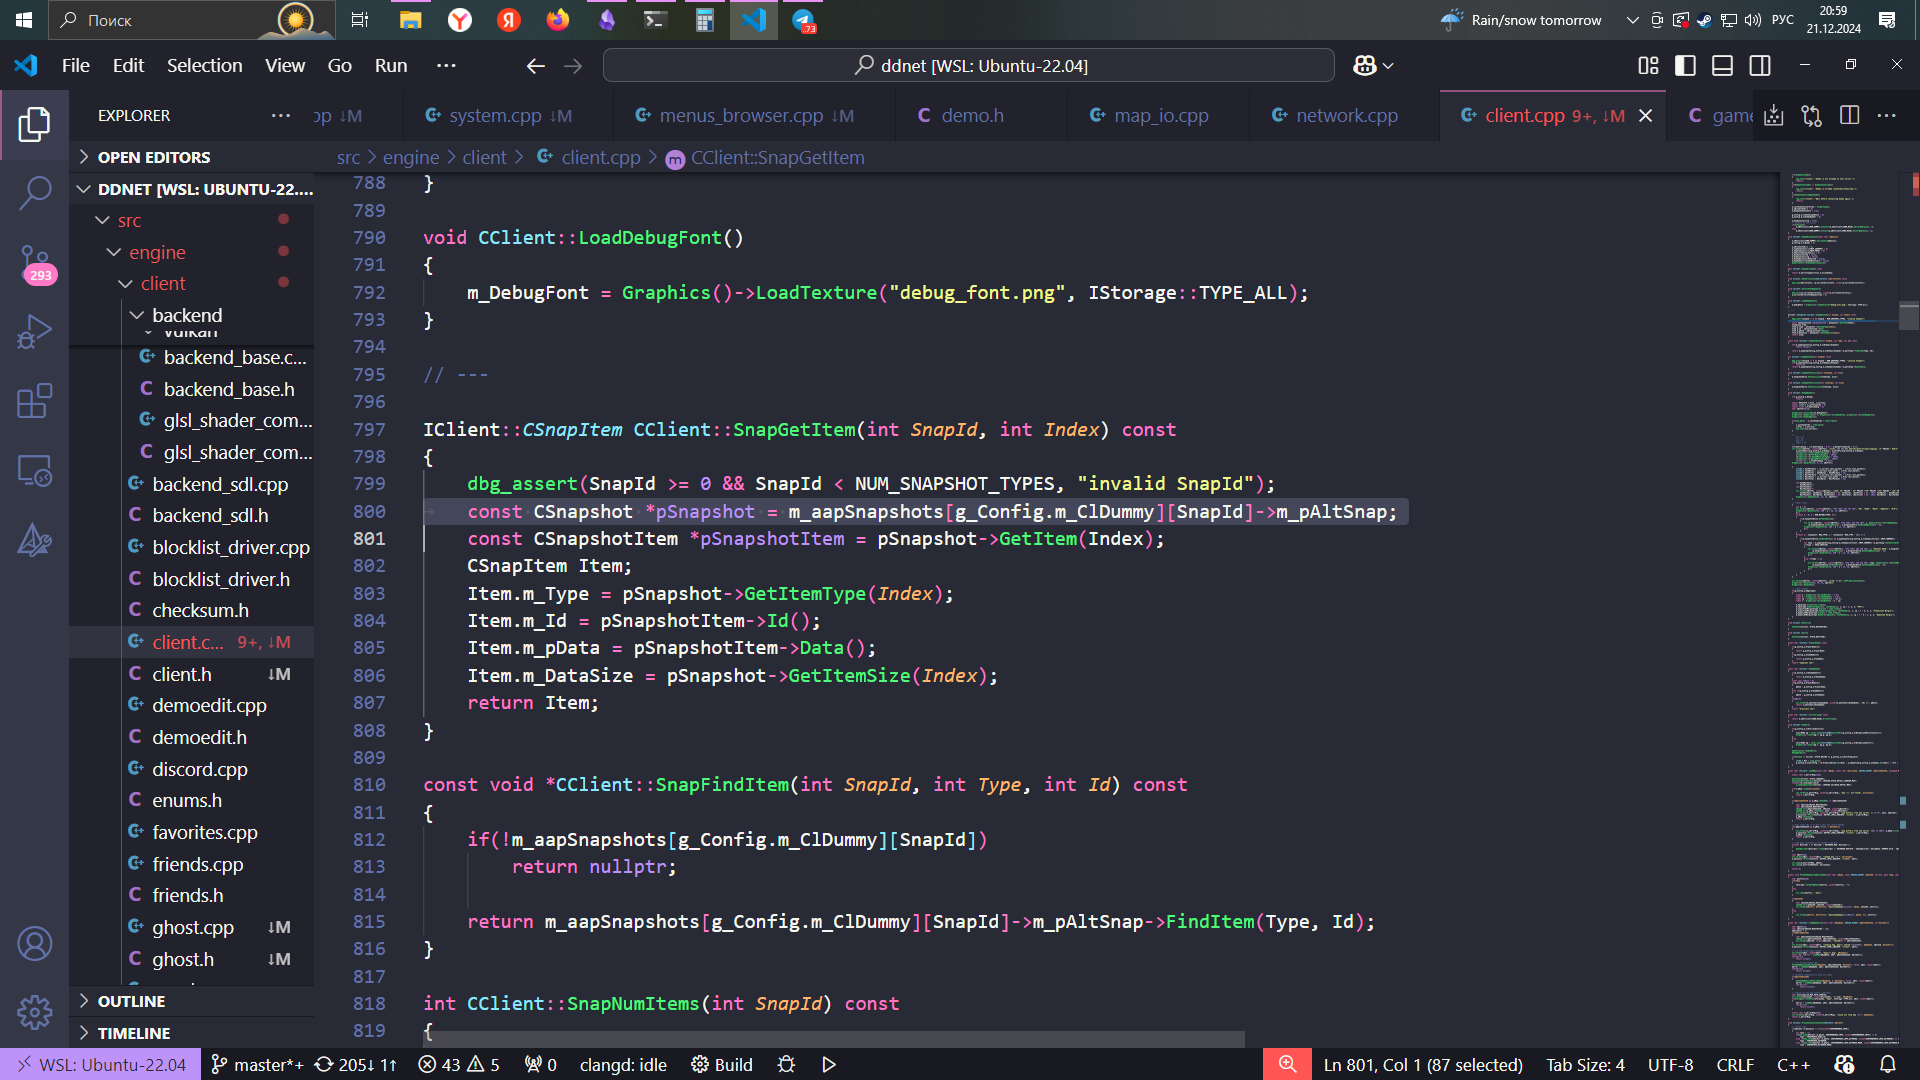 Поиск
73
Rain/snow tomorrow
РУС
20:59
21.12.2024
File Edit Selection View Go Run ···
ddnet [WSL: Ubuntu-22.04]
EXPLORER ···
pp ↓M
system.cpp ↓M
menus_browser.cpp ↓M
demo.h
map_io.cpp
network.cpp
client.cpp 9+, ↓M
game
OPEN EDITORS
src > engine > client > client.cpp > CClient::SnapGetItem
DDNET [WSL: UBUNTU-22....
src
engine
client
backend
vulkan
backend_base.c...
backend_base.h
glsl_shader_com...
glsl_shader_com...
backend_sdl.cpp
backend_sdl.h
blocklist_driver.cpp
blocklist_driver.h
checksum.h
client.c... 9+, ↓M
client.h ↓M
demoedit.cpp
demoedit.h
discord.cpp
enums.h
favorites.cpp
friends.cpp
friends.h
ghost.cpp ↓M
ghost.h ↓M
OUTLINE
TIMELINE
293
788 }
789
790 void CClient::LoadDebugFont()
791 {
792     m_DebugFont = Graphics()->LoadTexture("debug_font.png", IStorage::TYPE_ALL);
793 }
794
795 // ---
796
797 IClient::CSnapItem CClient::SnapGetItem(int SnapId, int Index) const
798 {
799     dbg_assert(SnapId >= 0 && SnapId < NUM_SNAPSHOT_TYPES, "invalid SnapId");
800     const CSnapshot *pSnapshot = m_aapSnapshots[g_Config.m_ClDummy][SnapId]->m_pAltSnap;
801     const CSnapshotItem *pSnapshotItem = pSnapshot->GetItem(Index);
802     CSnapItem Item;
803     Item.m_Type = pSnapshot->GetItemType(Index);
804     Item.m_Id = pSnapshotItem->Id();
805     Item.m_pData = pSnapshotItem->Data();
806     Item.m_DataSize = pSnapshot->GetItemSize(Index);
807     return Item;
808 }
809
810 const void *CClient::SnapFindItem(int SnapId, int Type, int Id) const
811 {
812     if(!m_aapSnapshots[g_Config.m_ClDummy][SnapId])
813         return nullptr;
814
815     return m_aapSnapshots[g_Config.m_ClDummy][SnapId]->m_pAltSnap->FindItem(Type, Id);
816 }
817
818 int CClient::SnapNumItems(int SnapId) const
819 {
WSL: Ubuntu-22.04 master*+ 205↓ 1↑ 43 5 0 clangd: idle Build Ln 801, Col 1 (87 selected) Tab Size: 4 UTF-8 CRLF C++